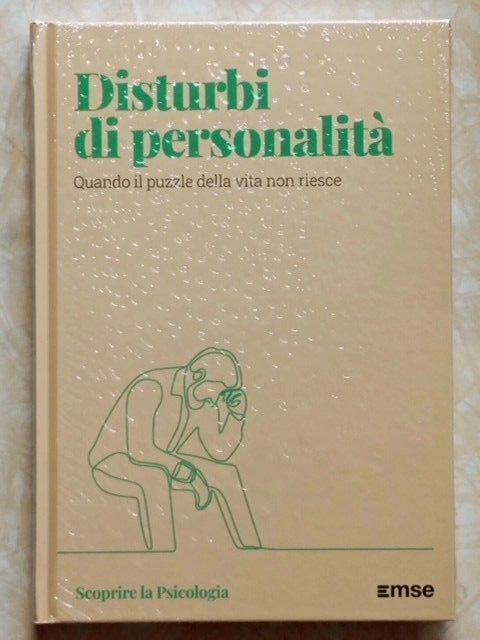 Disturbi
di personalità
Quando il puzzle della vita non riesce
Scoprire la Psicologia
Emse